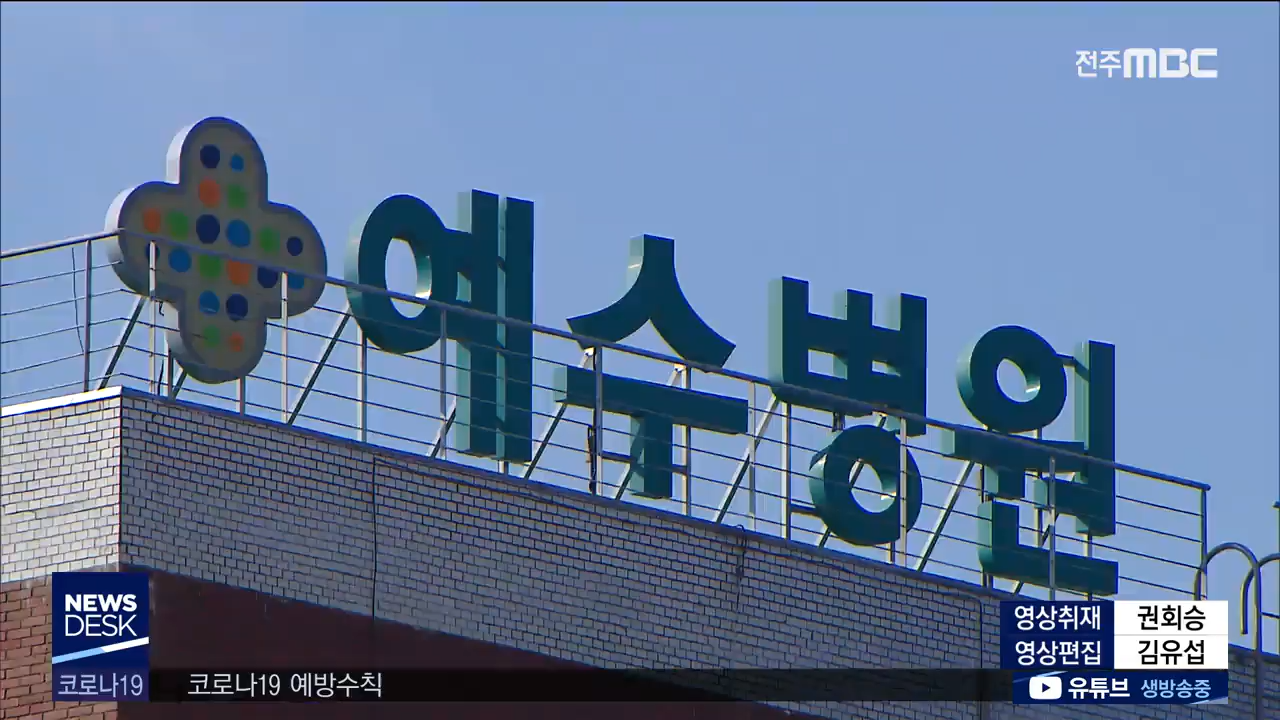 전주MBC
예수병원
NEWS
DESK
코로나19
코로나19 예방수칙
영상취재 권회승
영상편집 김유섭
유튜브 생방송중